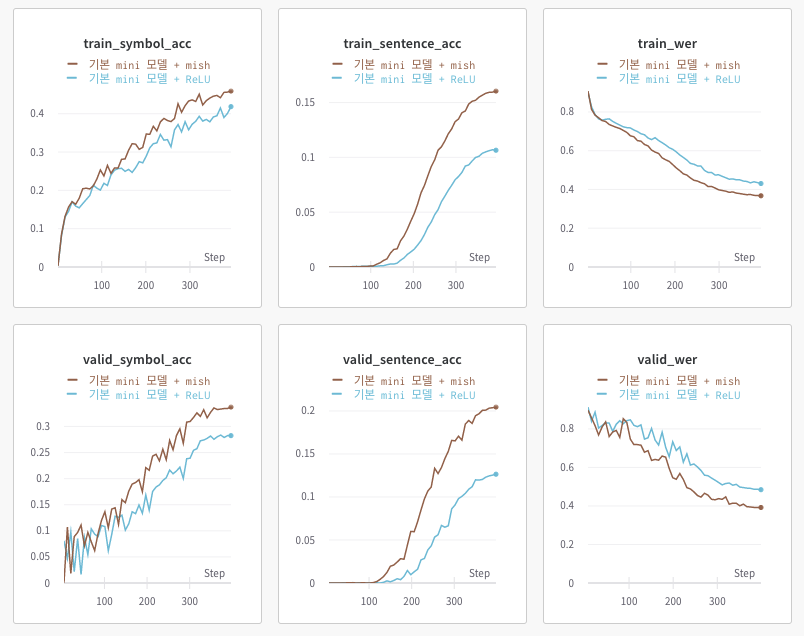 train_symbol_acc
기본 mini 모델 + mish
기본 mini 모델 + ReLU
0.4
0.3
0.2
0.1
0
Step
100 200 300
train_sentence_acc
기본 mini 모델 + mish
기본 mini 모델 + ReLU
0.15
0.1
0.05
0
Step
100 200 300
train_wer
기본 mini 모델 + mish
기본 mini 모델 + ReLU
0.8
0.6
0.4
0.2
0
Step
100 200 300
valid_symbol_acc
기본 mini 모델 + mish
기본 mini 모델 + ReLU
0.3
0.25
0.2
0.15
0.1
0.05
0
Step
100 200 300
valid_sentence_acc
기본 mini 모델 + mish
기본 mini 모델 + ReLU
0.2
0.15
0.1
0.05
0
Step
100 200 300
valid_wer
기본 mini 모델 + mish
기본 mini 모델 + ReLU
0.8
0.6
0.4
0.2
0
Step
100 200 300